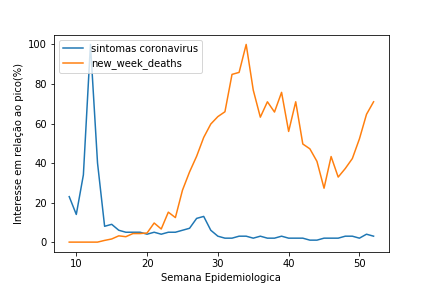 sintomas coronavirus
new_week_deaths
Interesse em relação ao pico(%)
100
80
60
40
20
0
10
20
30
40
50
Semana Epidemiologica